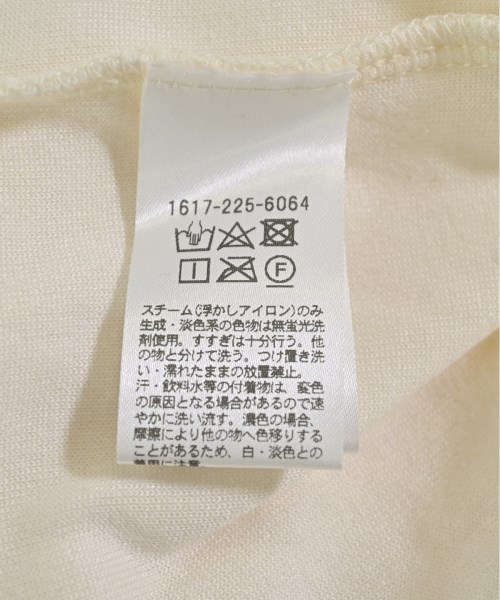 1617-225-6064
F
スチーム(浮かしアイロン)のみ
生成・淡色系の色物は無蛍光洗
剤使用。すすぎは十分行う。他
の物と分けて洗う。つけ置き洗
い・濡れたままの放置禁止。
汗・飲料水等の付着物は、変色
の原因となる場合があるので速
やかに洗い流す。濃色の場合、
摩擦により他の物へ色移りする
ことがあるため、白・淡色との
兼用に注意